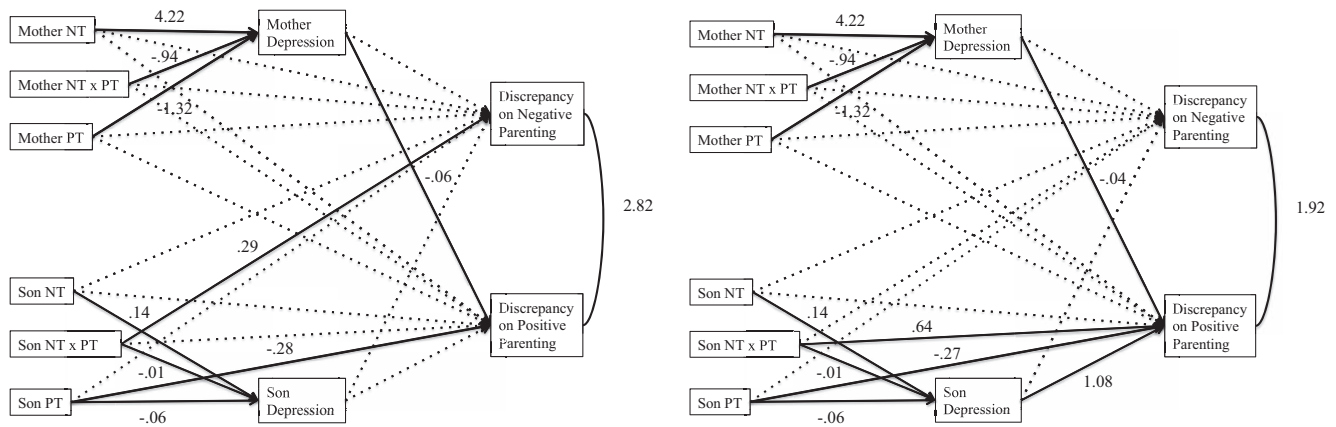 4.22
Mother NT
Mother
Depression
-.94
Mother NT x PT
-1.32
Mother PT
Discrepancy
on Negative
Parenting
-.06
2.82
.29
Son NT
.14
Discrepancy
on Positive
Parenting
Son NT x PT
-.28
-.01
Son PT
Son
Depression
-.06
4.22
Mother NT
Mother
Depression
-.94
Mother NT x PT
-1.32
Mother PT
Discrepancy
on Negative
Parenting
-.04
1.92
Son NT
.14
Discrepancy
on Positive
Parenting
.64
Son NT x PT
-.27
-.01
1.08
Son PT
Son
Depression
-.06